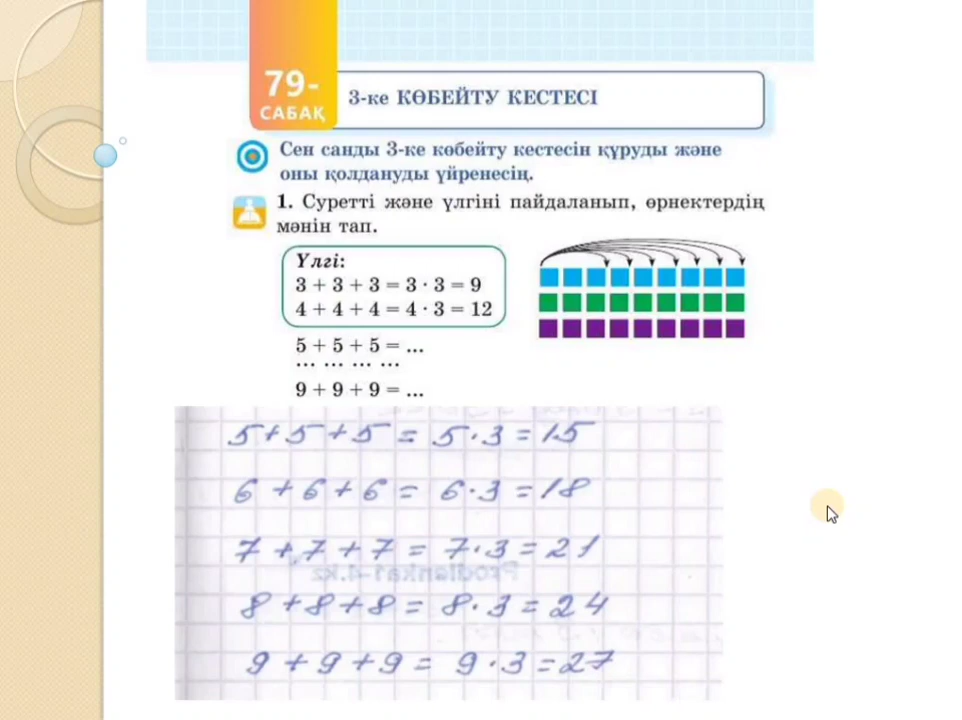 79-
САБАҚ
3-ке КӨБЕЙТУ КЕСТЕСІ
Сен санды 3-ке көбейту кестесін құруды және
оны қолдануды үйренесің.
1. Суретті және үлгіні пайдаланып, өрнектердің
мәнін тап.
Үлгі:
3 + 3 + 3 = 3 · 3 = 9
4 + 4 + 4 = 4 · 3 = 12
5 + 5 + 5 = ...
... ... ... ...
9 + 9 + 9 = ...
5+5+5 = 5·3 = 15
6 + 6 + 6 = 6·3 = 18
7 + 7 + 7 = 7·3 = 21
Prodlenka1-4.kz
8 + 8 + 8 = 8·3 = 24
9 + 9 + 9 = 9·3 = 27